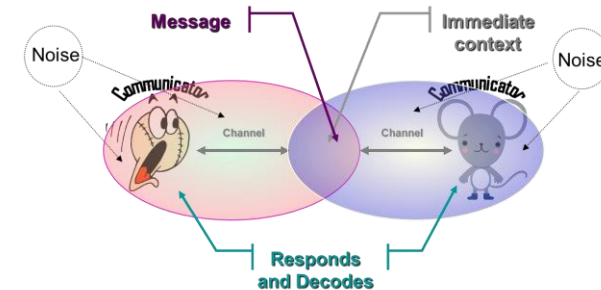 Message
Immediate
context
Noise
Noise
Communicator
Communicator
Channel
Channel
Responds
and Decodes